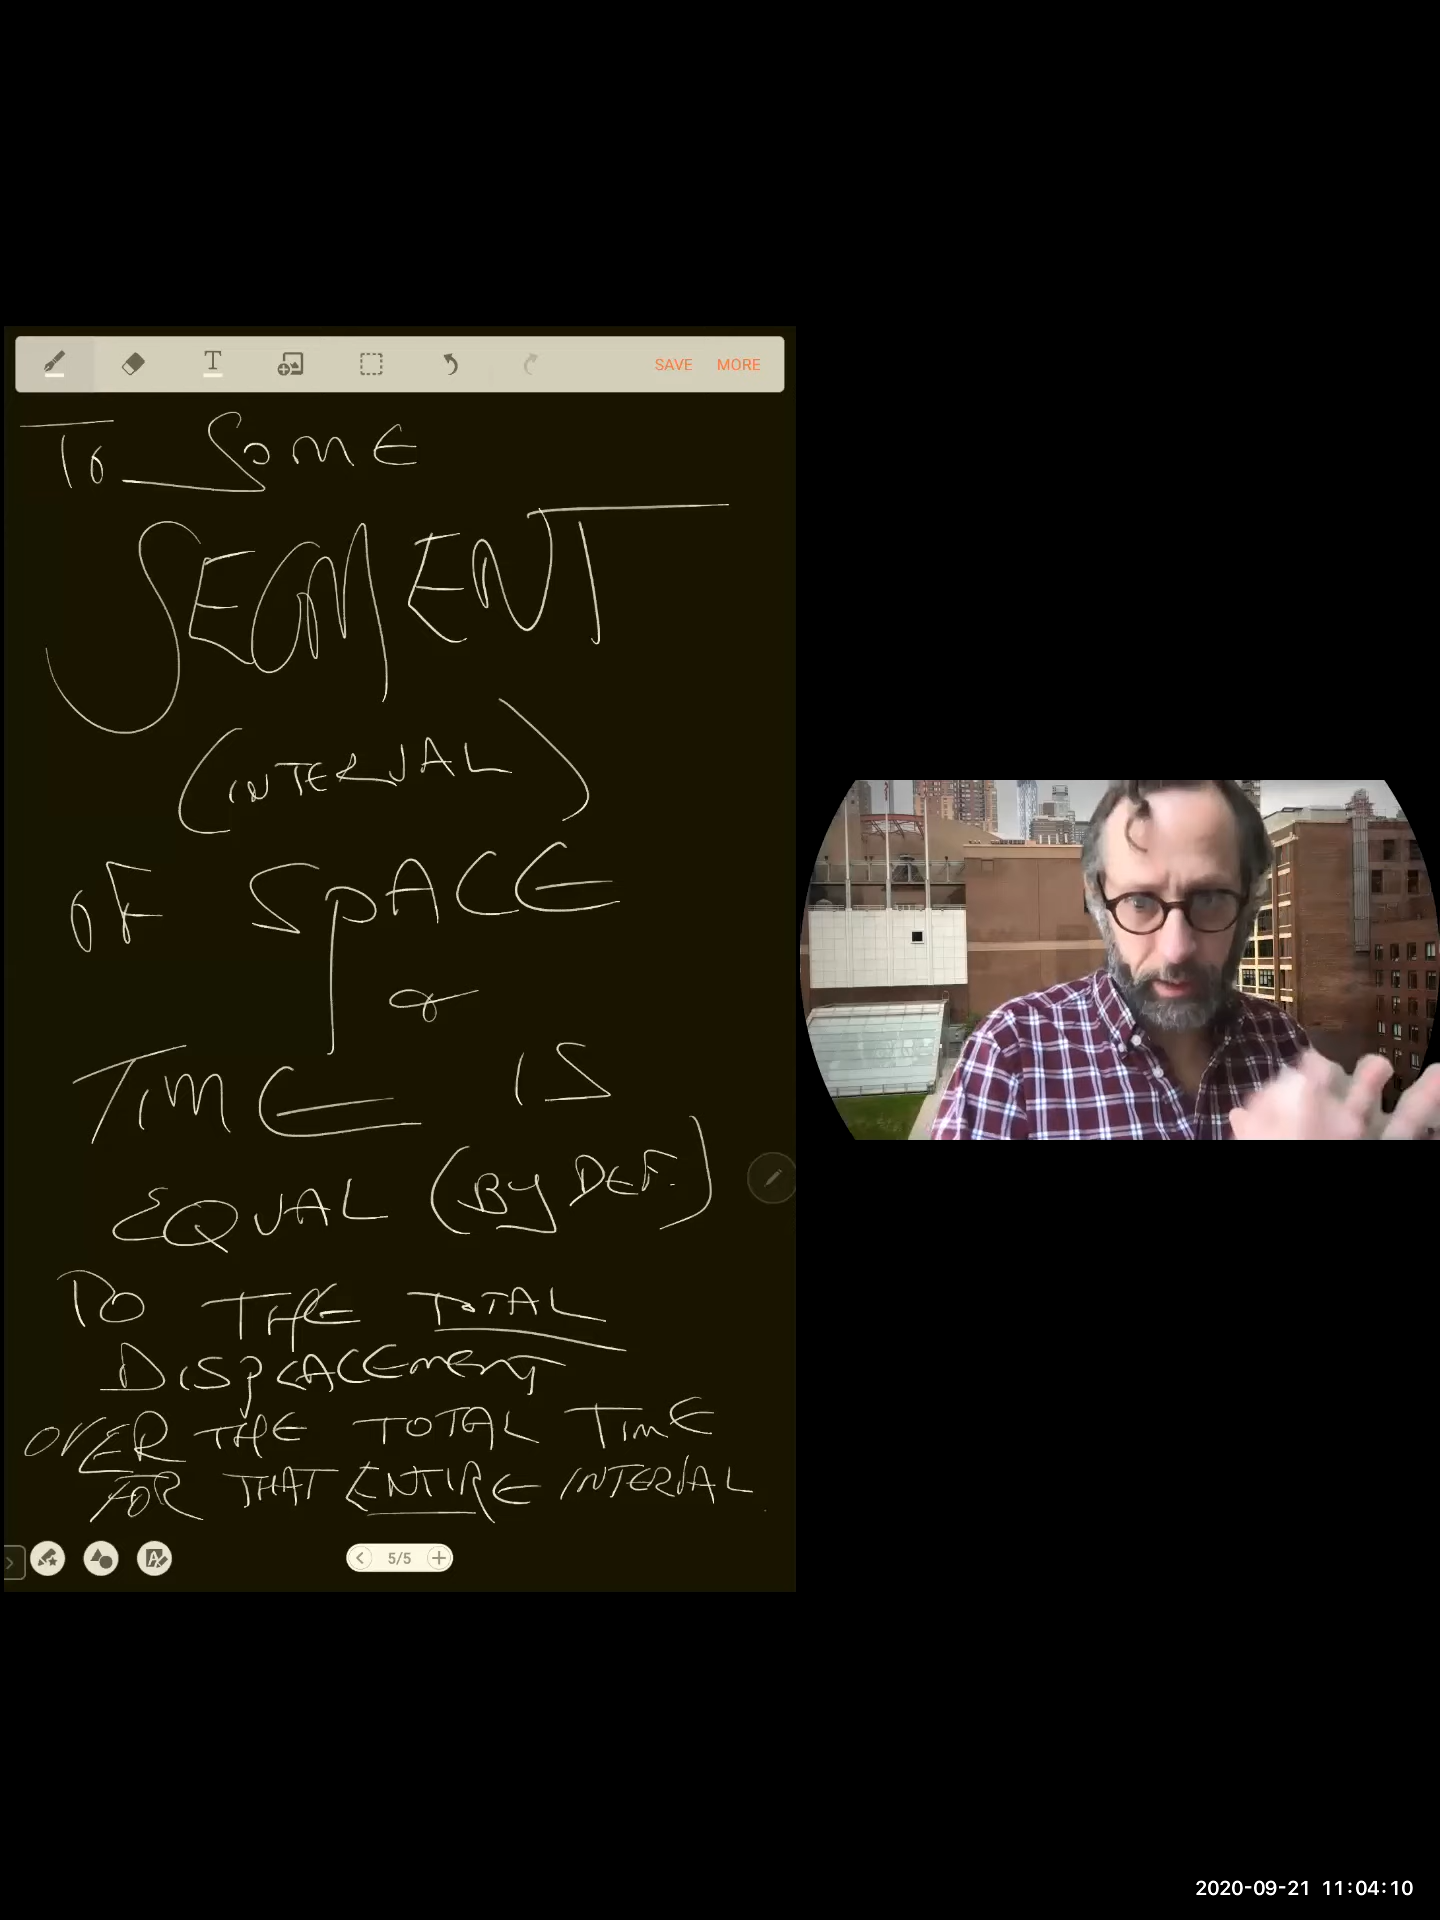 T
SAVE MORE
To Some
SEGMENT
(INTERVAL)
OF SPACE
&
TIME IS
EQUAL (BY DEF.)
TO THE TOTAL
DISPLACEMENT
OVER THE TOTAL TIME
FOR THAT ENTIRE INTERVAL.
A
5/5
2020-09-21 11:04:10